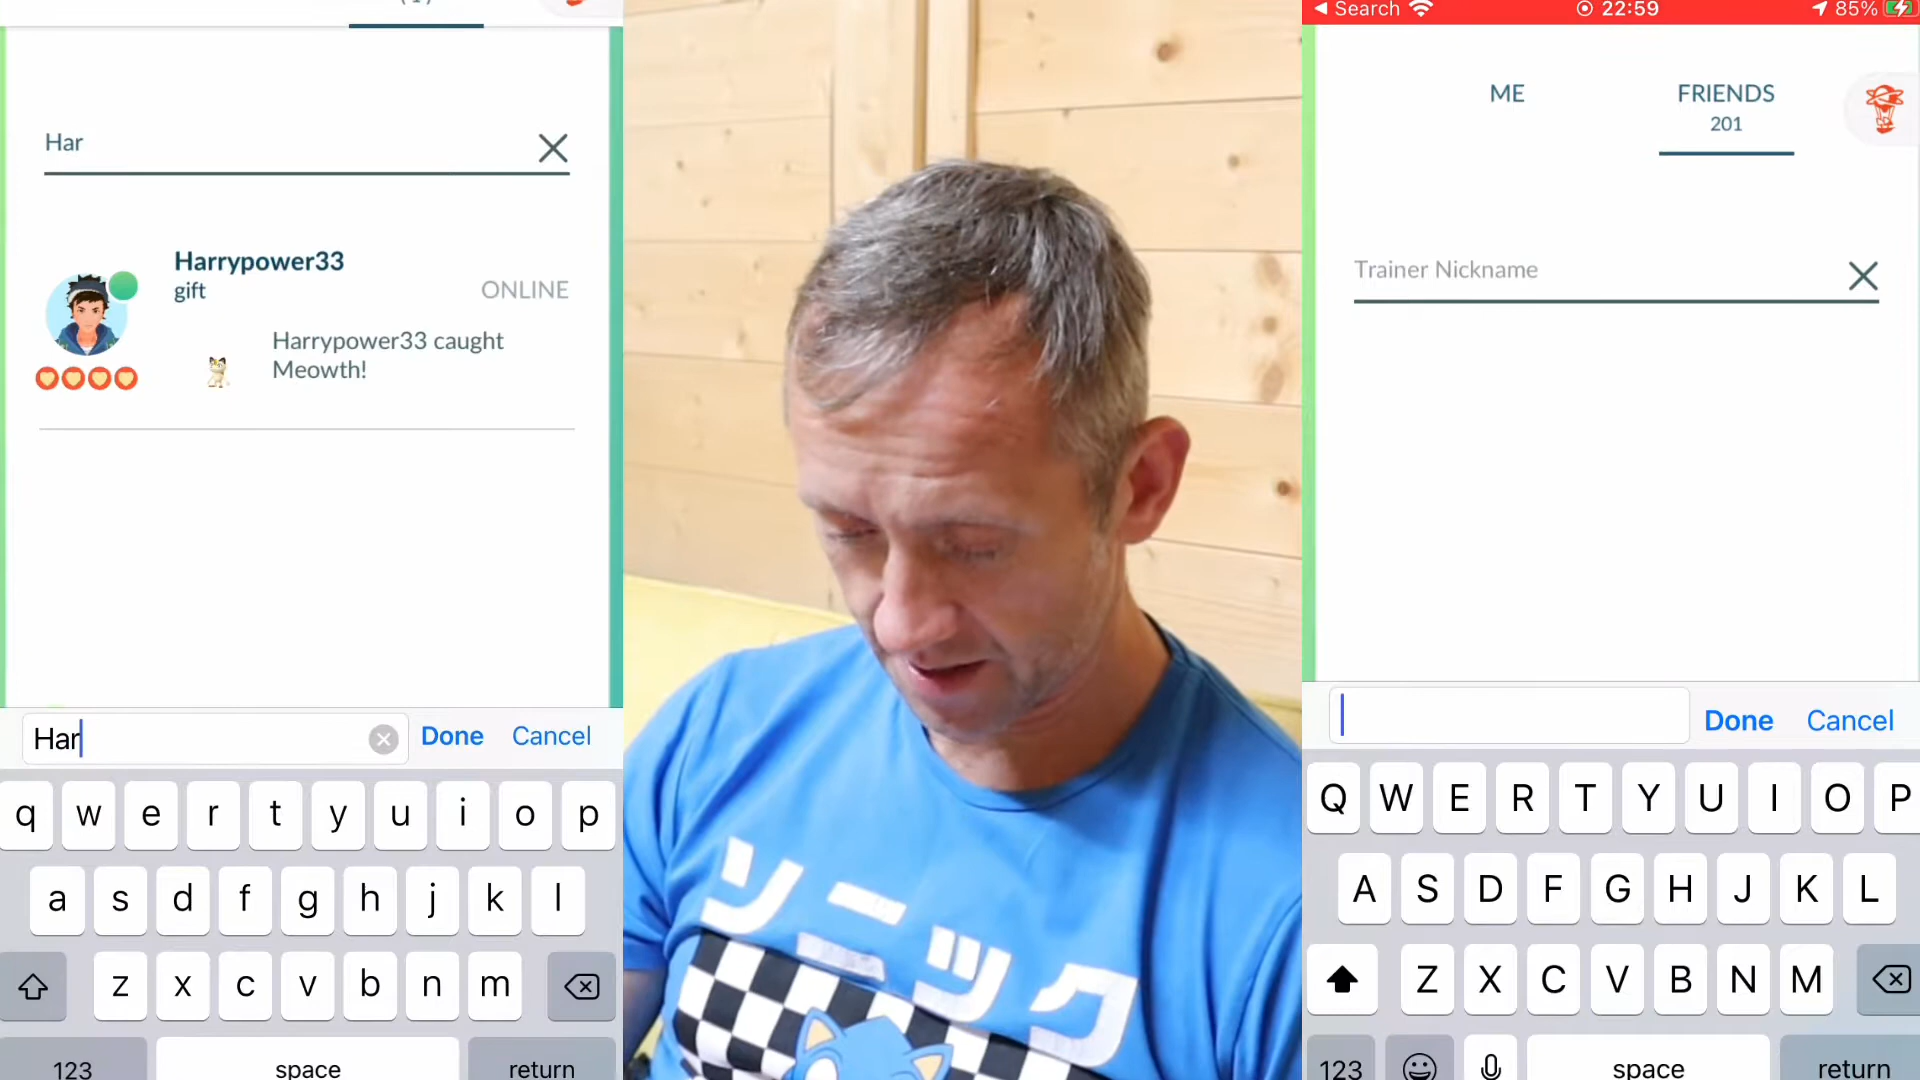 Har
Harrypower33
gift
ONLINE
Harrypower33 caught
Meowth!
Har
Done
Cancel
q w e r t y u i o p
a s d f g h j k l
z x c v b n m
123
space
return
ソニック
Search
22:59
85%
ME
FRIENDS
201
Trainer Nickname
Done
Cancel
Q W E R T Y U I O P
A S D F G H J K L
Z X C V B N M
123
space
return